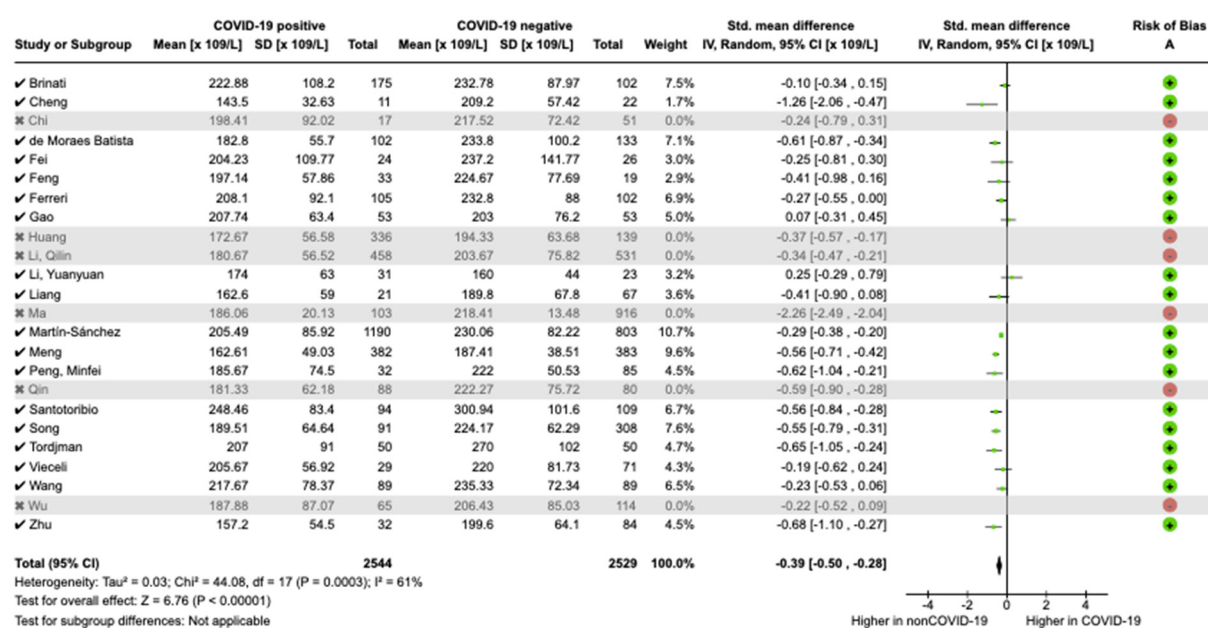 COVID-19 positive COVID-19 negative Std. mean difference Std. mean difference Risk of Bias
Study or Subgroup Mean [x 109/L] SD [x 109/L] Total Mean [x 109/L] SD [x 109/L] Total Weight IV, Random, 95% CI [x 109/L] IV, Random, 95% CI [x 109/L] A
✔ Brinati 222.88 108.2 175 232.78 87.97 102 7.5% -0.10 [-0.34 , 0.15] +
✔ Cheng 143.5 32.63 11 209.2 57.42 22 1.7% -1.26 [-2.06 , -0.47] +
✖ Chi 198.41 92.02 17 217.52 72.42 51 0.0% -0.24 [-0.79 , 0.31] -
✔ de Moraes Batista 182.8 55.7 102 233.8 100.2 133 7.1% -0.61 [-0.87 , -0.34] +
✔ Fei 204.23 109.77 24 237.2 141.77 26 3.0% -0.25 [-0.81 , 0.30] +
✔ Feng 197.14 57.86 33 224.67 77.69 19 2.9% -0.41 [-0.98 , 0.16] +
✔ Ferreri 208.1 92.1 105 232.8 88 102 6.9% -0.27 [-0.55 , 0.00] +
✔ Gao 207.74 63.4 53 203 76.2 53 5.0% 0.07 [-0.31 , 0.45] +
✖ Huang 172.67 56.58 336 194.33 63.68 139 0.0% -0.37 [-0.57 , -0.17] -
✖ Li, Qilin 180.67 56.52 458 203.67 75.82 531 0.0% -0.34 [-0.47 , -0.21] -
✔ Li, Yuanyuan 174 63 31 160 44 23 3.2% 0.25 [-0.29 , 0.79] +
✔ Liang 162.6 59 21 189.8 67.8 67 3.6% -0.41 [-0.90 , 0.08] +
✖ Ma 186.06 20.13 103 218.41 13.48 916 0.0% -2.26 [-2.49 , -2.04] -
✔ Martín-Sánchez 205.49 85.92 1190 230.06 82.22 803 10.7% -0.29 [-0.38 , -0.20] +
✔ Meng 162.61 49.03 382 187.41 38.51 383 9.6% -0.56 [-0.71 , -0.42] +
✔ Peng, Minfei 185.67 74.5 32 222 50.53 85 4.5% -0.62 [-1.04 , -0.21] +
✖ Qin 181.33 62.18 88 222.27 75.72 80 0.0% -0.59 [-0.90 , -0.28] -
✔ Santotoribio 248.46 83.4 94 300.94 101.6 109 6.7% -0.56 [-0.84 , -0.28] +
✔ Song 189.51 64.64 91 224.17 62.29 308 7.6% -0.55 [-0.79 , -0.31] +
✔ Tordjman 207 91 50 270 102 50 4.7% -0.65 [-1.05 , -0.24] +
✔ Vieceli 205.67 56.92 29 220 81.73 71 4.3% -0.19 [-0.62 , 0.24] +
✔ Wang 217.67 78.37 89 235.33 72.34 89 6.4% -0.23 [-0.53 , 0.06] +
✖ Wu 187.88 87.07 65 206.43 85.03 114 0.0% -0.22 [-0.52 , 0.09] -
✔ Zhu 157.2 54.5 32 199.6 64.1 84 4.5% -0.68 [-1.10 , -0.27] +
Total (95% CI) 2544 2529 100.0% -0.39 [-0.50 , -0.28]
Heterogeneity: Tau² = 0.03; Chi² = 44.08, df = 17 (P = 0.0003); I² = 61%
Test for overall effect: Z = 6.76 (P < 0.00001)
-4 -2 0 2 4
Test for subgroup differences: Not applicable
Higher in nonCOVID-19 Higher in COVID-19